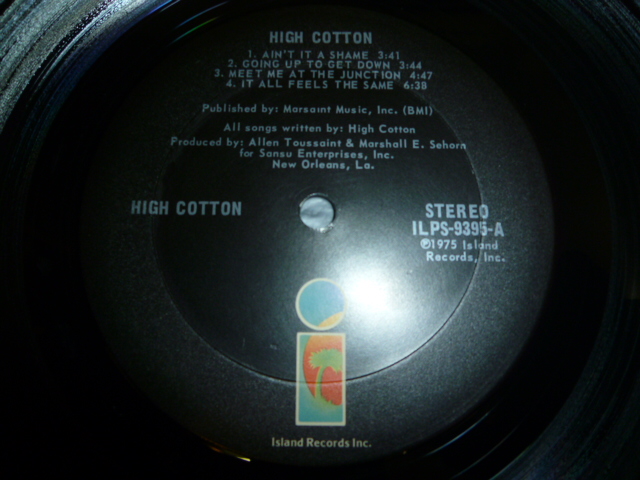 HIGH COTTON
1. AIN'T IT A SHAME 3:41
2. GOING UP TO GET DOWN 3:44
3. MEET ME AT THE JUNCTION 4:47
4. IT ALL FEELS THE SAME 6:38
Published by: Marsaint Music, Inc. (BMI)
All songs written by: High Cotton
Produced by: Allen Toussaint & Marshall E. Sehorn
for Sansu Enterprises, Inc.
New Orleans, La.
HIGH COTTON
STEREO
ILPS-9395-A
℗1975 Island
Records, Inc.
i
Island Records Inc.